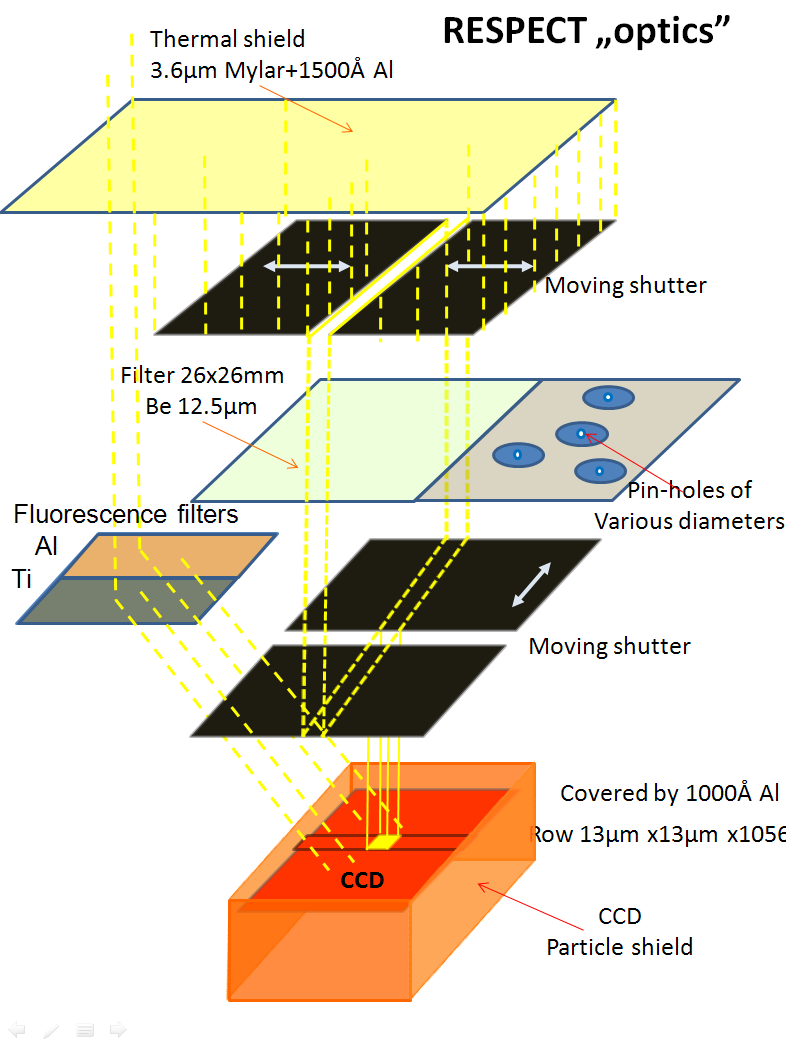 RESPECT „optics”
Thermal shield
3.6µm Mylar+1500Å Al
Moving shutter
Filter 26x26mm
Be 12.5µm
Pin-holes of
Various diameters
Fluorescence filters
Al
Ti
Moving shutter
Covered by 1000Å Al
Row 13µm x13µm x1056
CCD
CCD
Particle shield